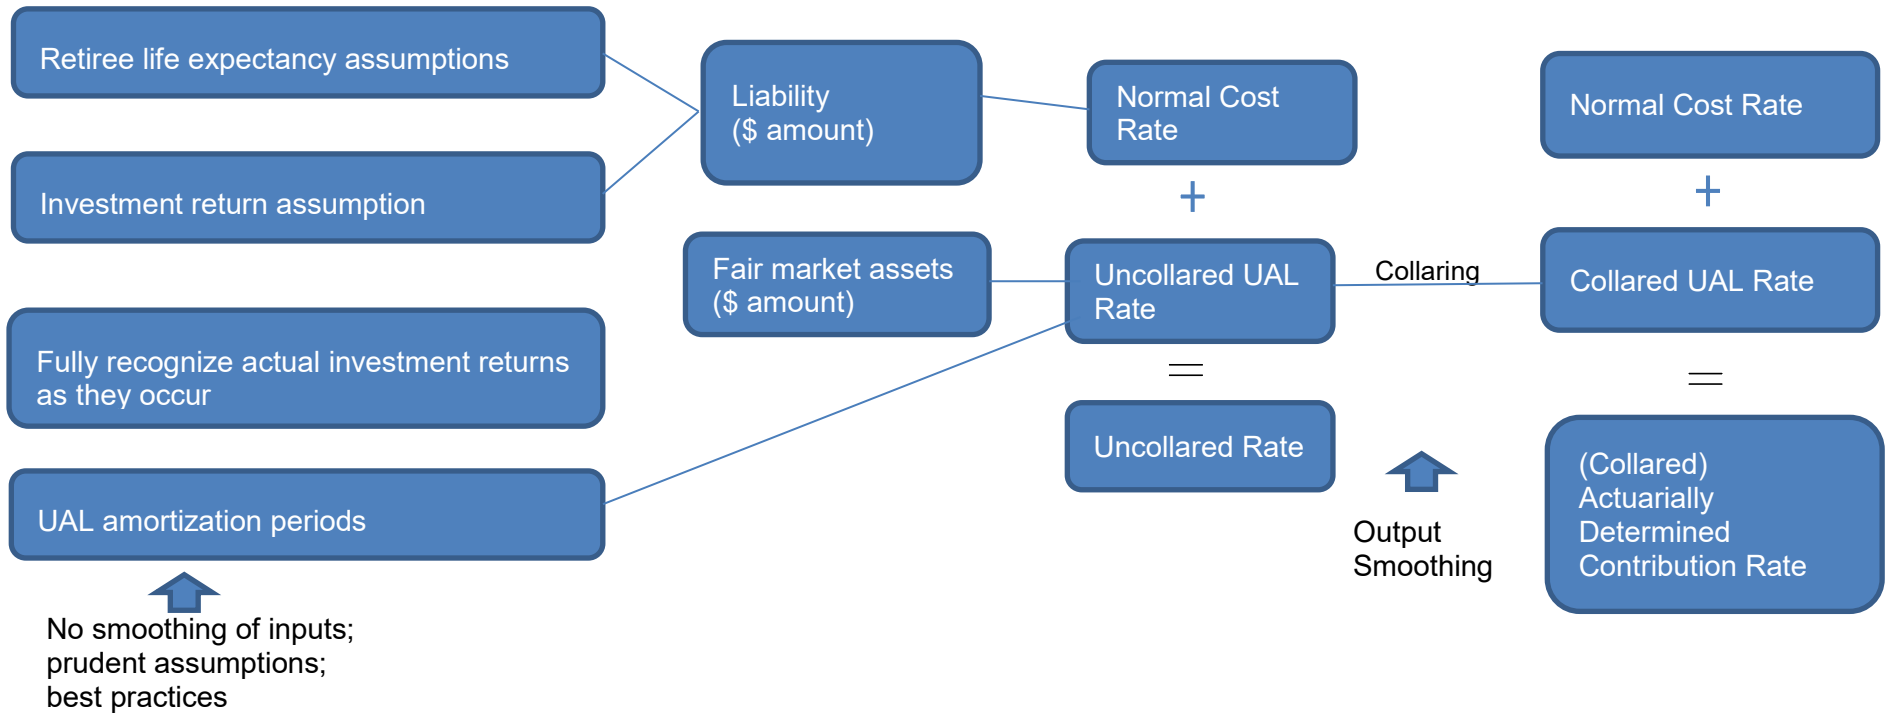 Retiree life expectancy assumptions
Investment return assumption
Fully recognize actual investment returns
as they occur
UAL amortization periods
No smoothing of inputs;
prudent assumptions;
best practices
Liability
($ amount)
Fair market assets
($ amount)
Normal Cost
Rate
+
Uncollared UAL
Rate
=
Uncollared Rate
Collaring
Output
Smoothing
Normal Cost Rate
+
Collared UAL Rate
=
(Collared)
Actuarially
Determined
Contribution Rate